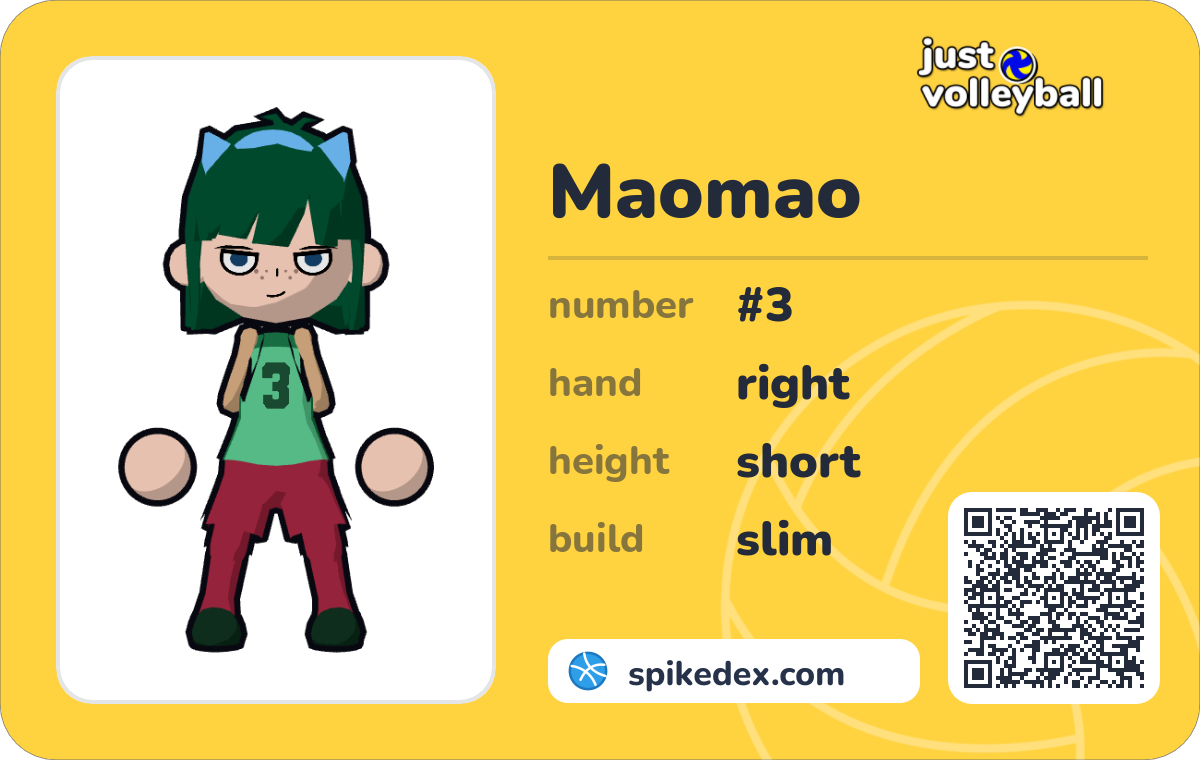 just
volleyball
Maomao
number #3
hand right
height short
build slim
3
spikedex.com